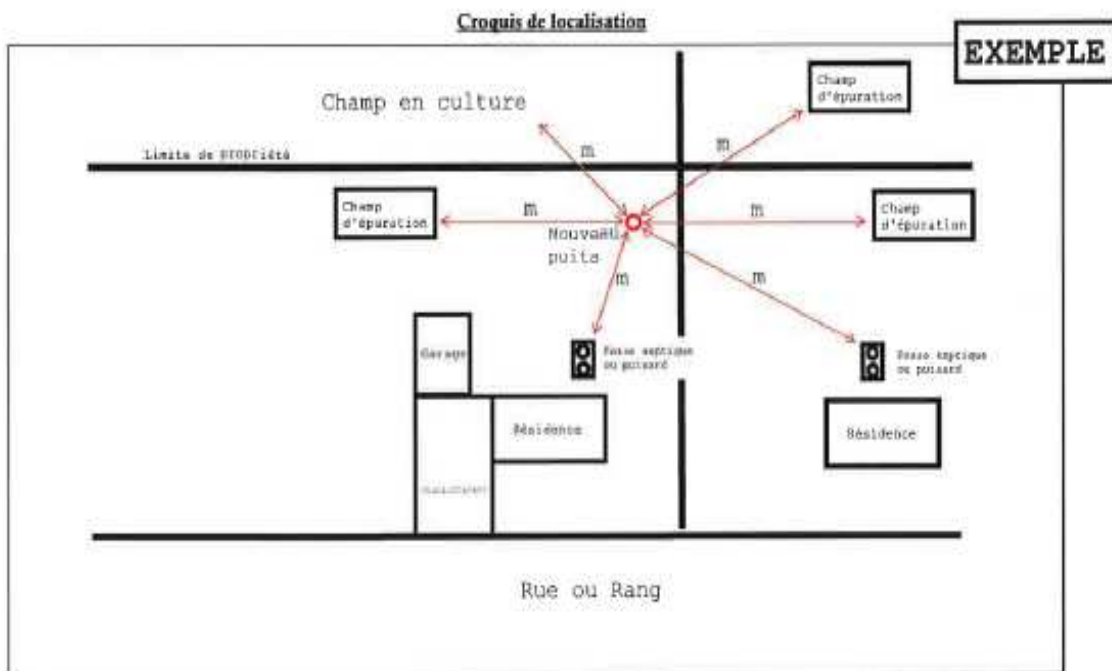 Croquis de localisation
EXEMPLE
Champ
d'épuration
Champ en culture
m
m
Limite de propriété
Champ
d'épuration
m
m
Champ
d'épuration
Nouveau
puits
m
m
Garage
Fosse septique
ou puisard
Fosse septique
ou puisard
Résidence
Résidence
Rue ou Rang